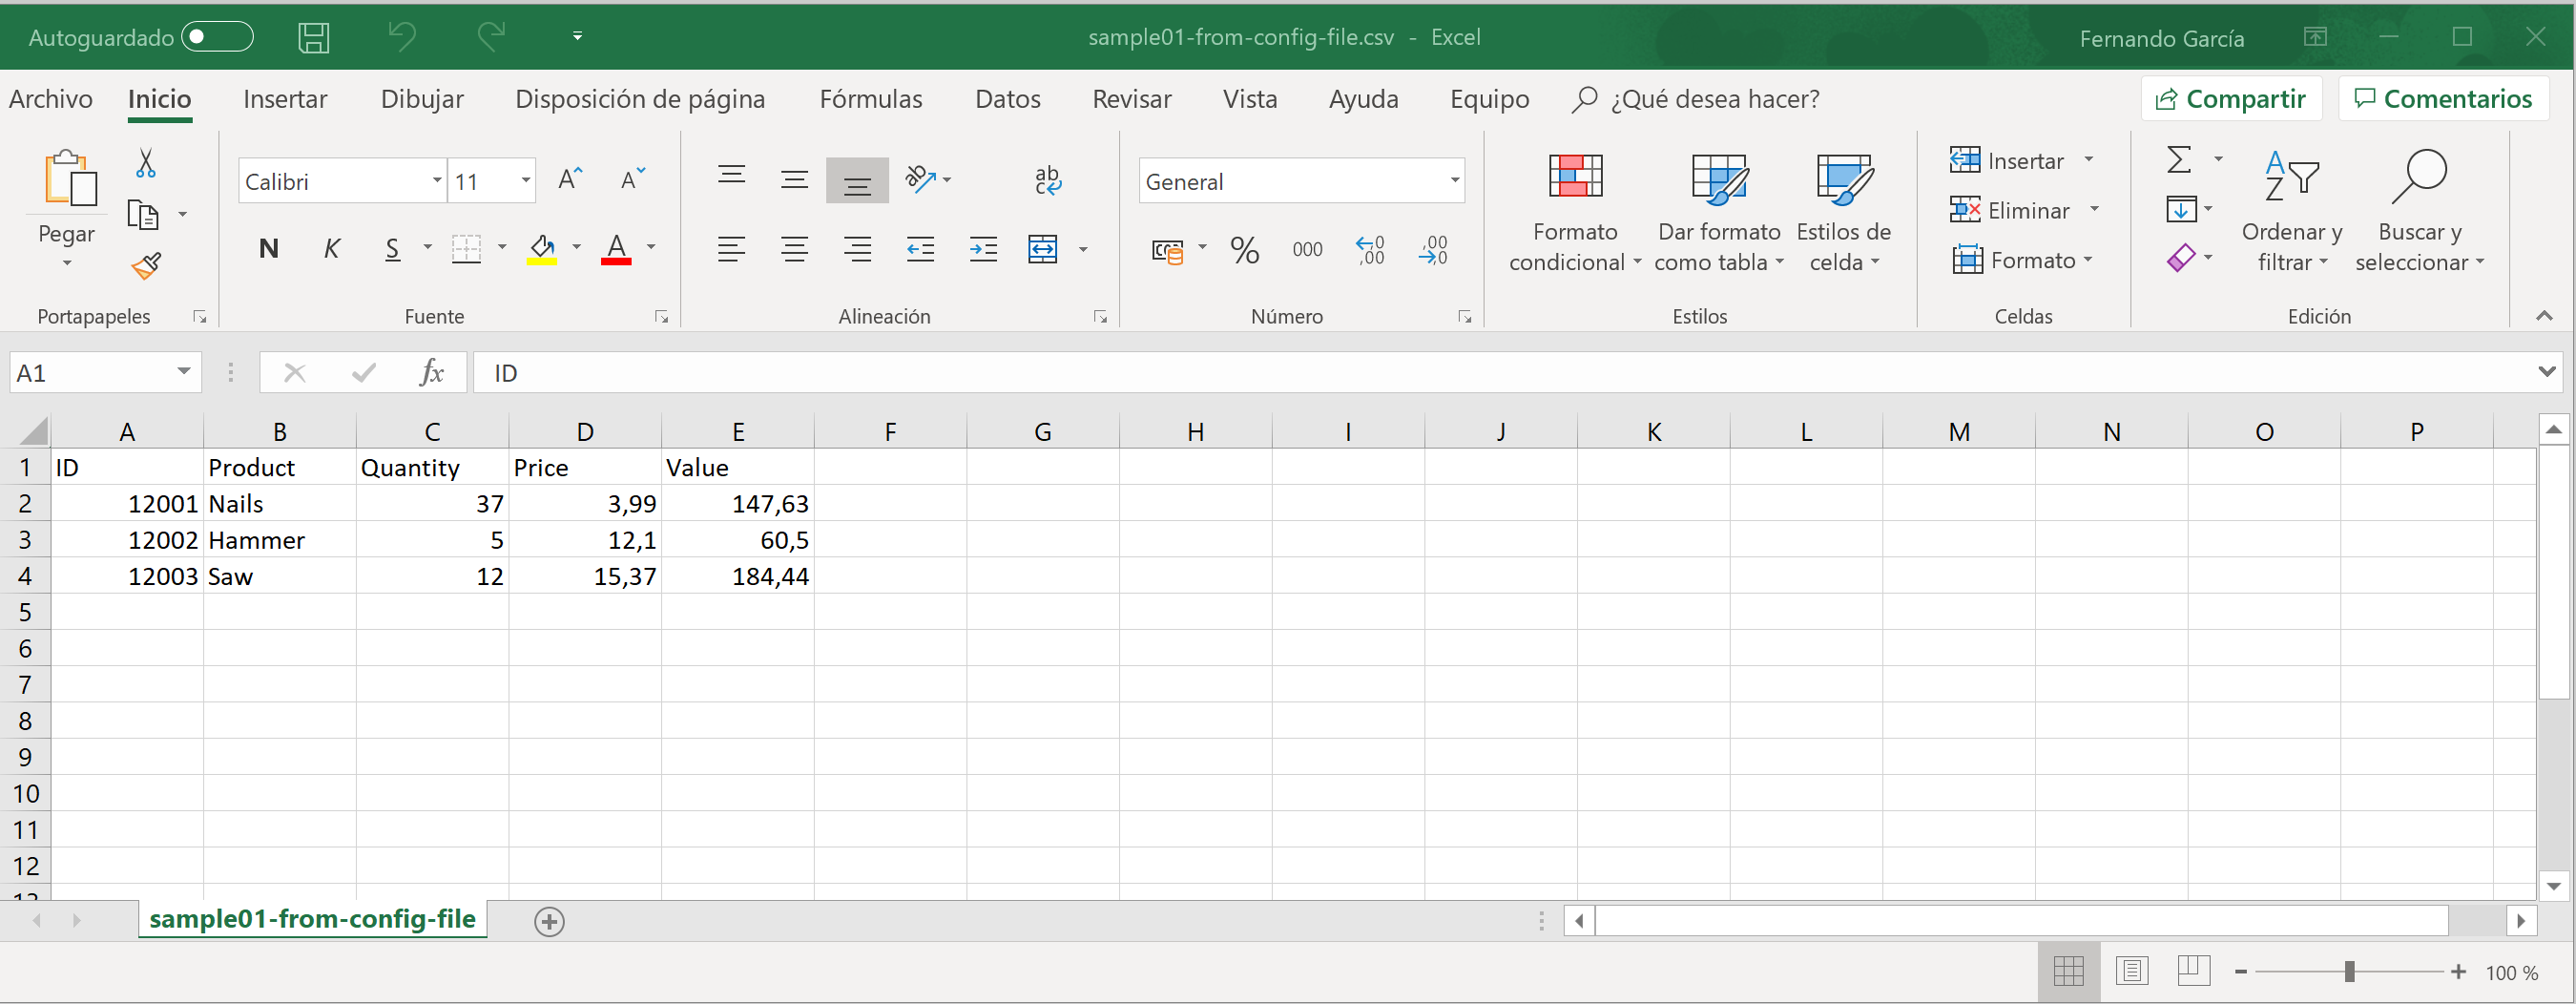 Autoguardado
sample01-from-config-file.csv - Excel
Fernando García
Archivo Inicio Insertar Dibujar Disposición de página Fórmulas Datos Revisar Vista Ayuda Equipo ¿Qué desea hacer? Compartir Comentarios
Pegar
Portapapeles
Calibri 11
A A
N K S A
Fuente
ab
ab c
Alineación
General
% 000 ,0 ,00 ,00 ,0
Número
Formato condicional
Dar formato como tabla
Estilos de celda
Estilos
Insertar
Eliminar
Formato
Celdas
Σ
A Z
Ordenar y filtrar
Buscar y seleccionar
Edición
A1 fx ID
A B C D E F G H I J K L M N O P
1 ID Product Quantity Price Value
2 12001 Nails 37 3,99 147,63
3 12002 Hammer 5 12,1 60,5
4 12003 Saw 12 15,37 184,44
5
6
7
8
9
10
11
12
sample01-from-config-file
100 %